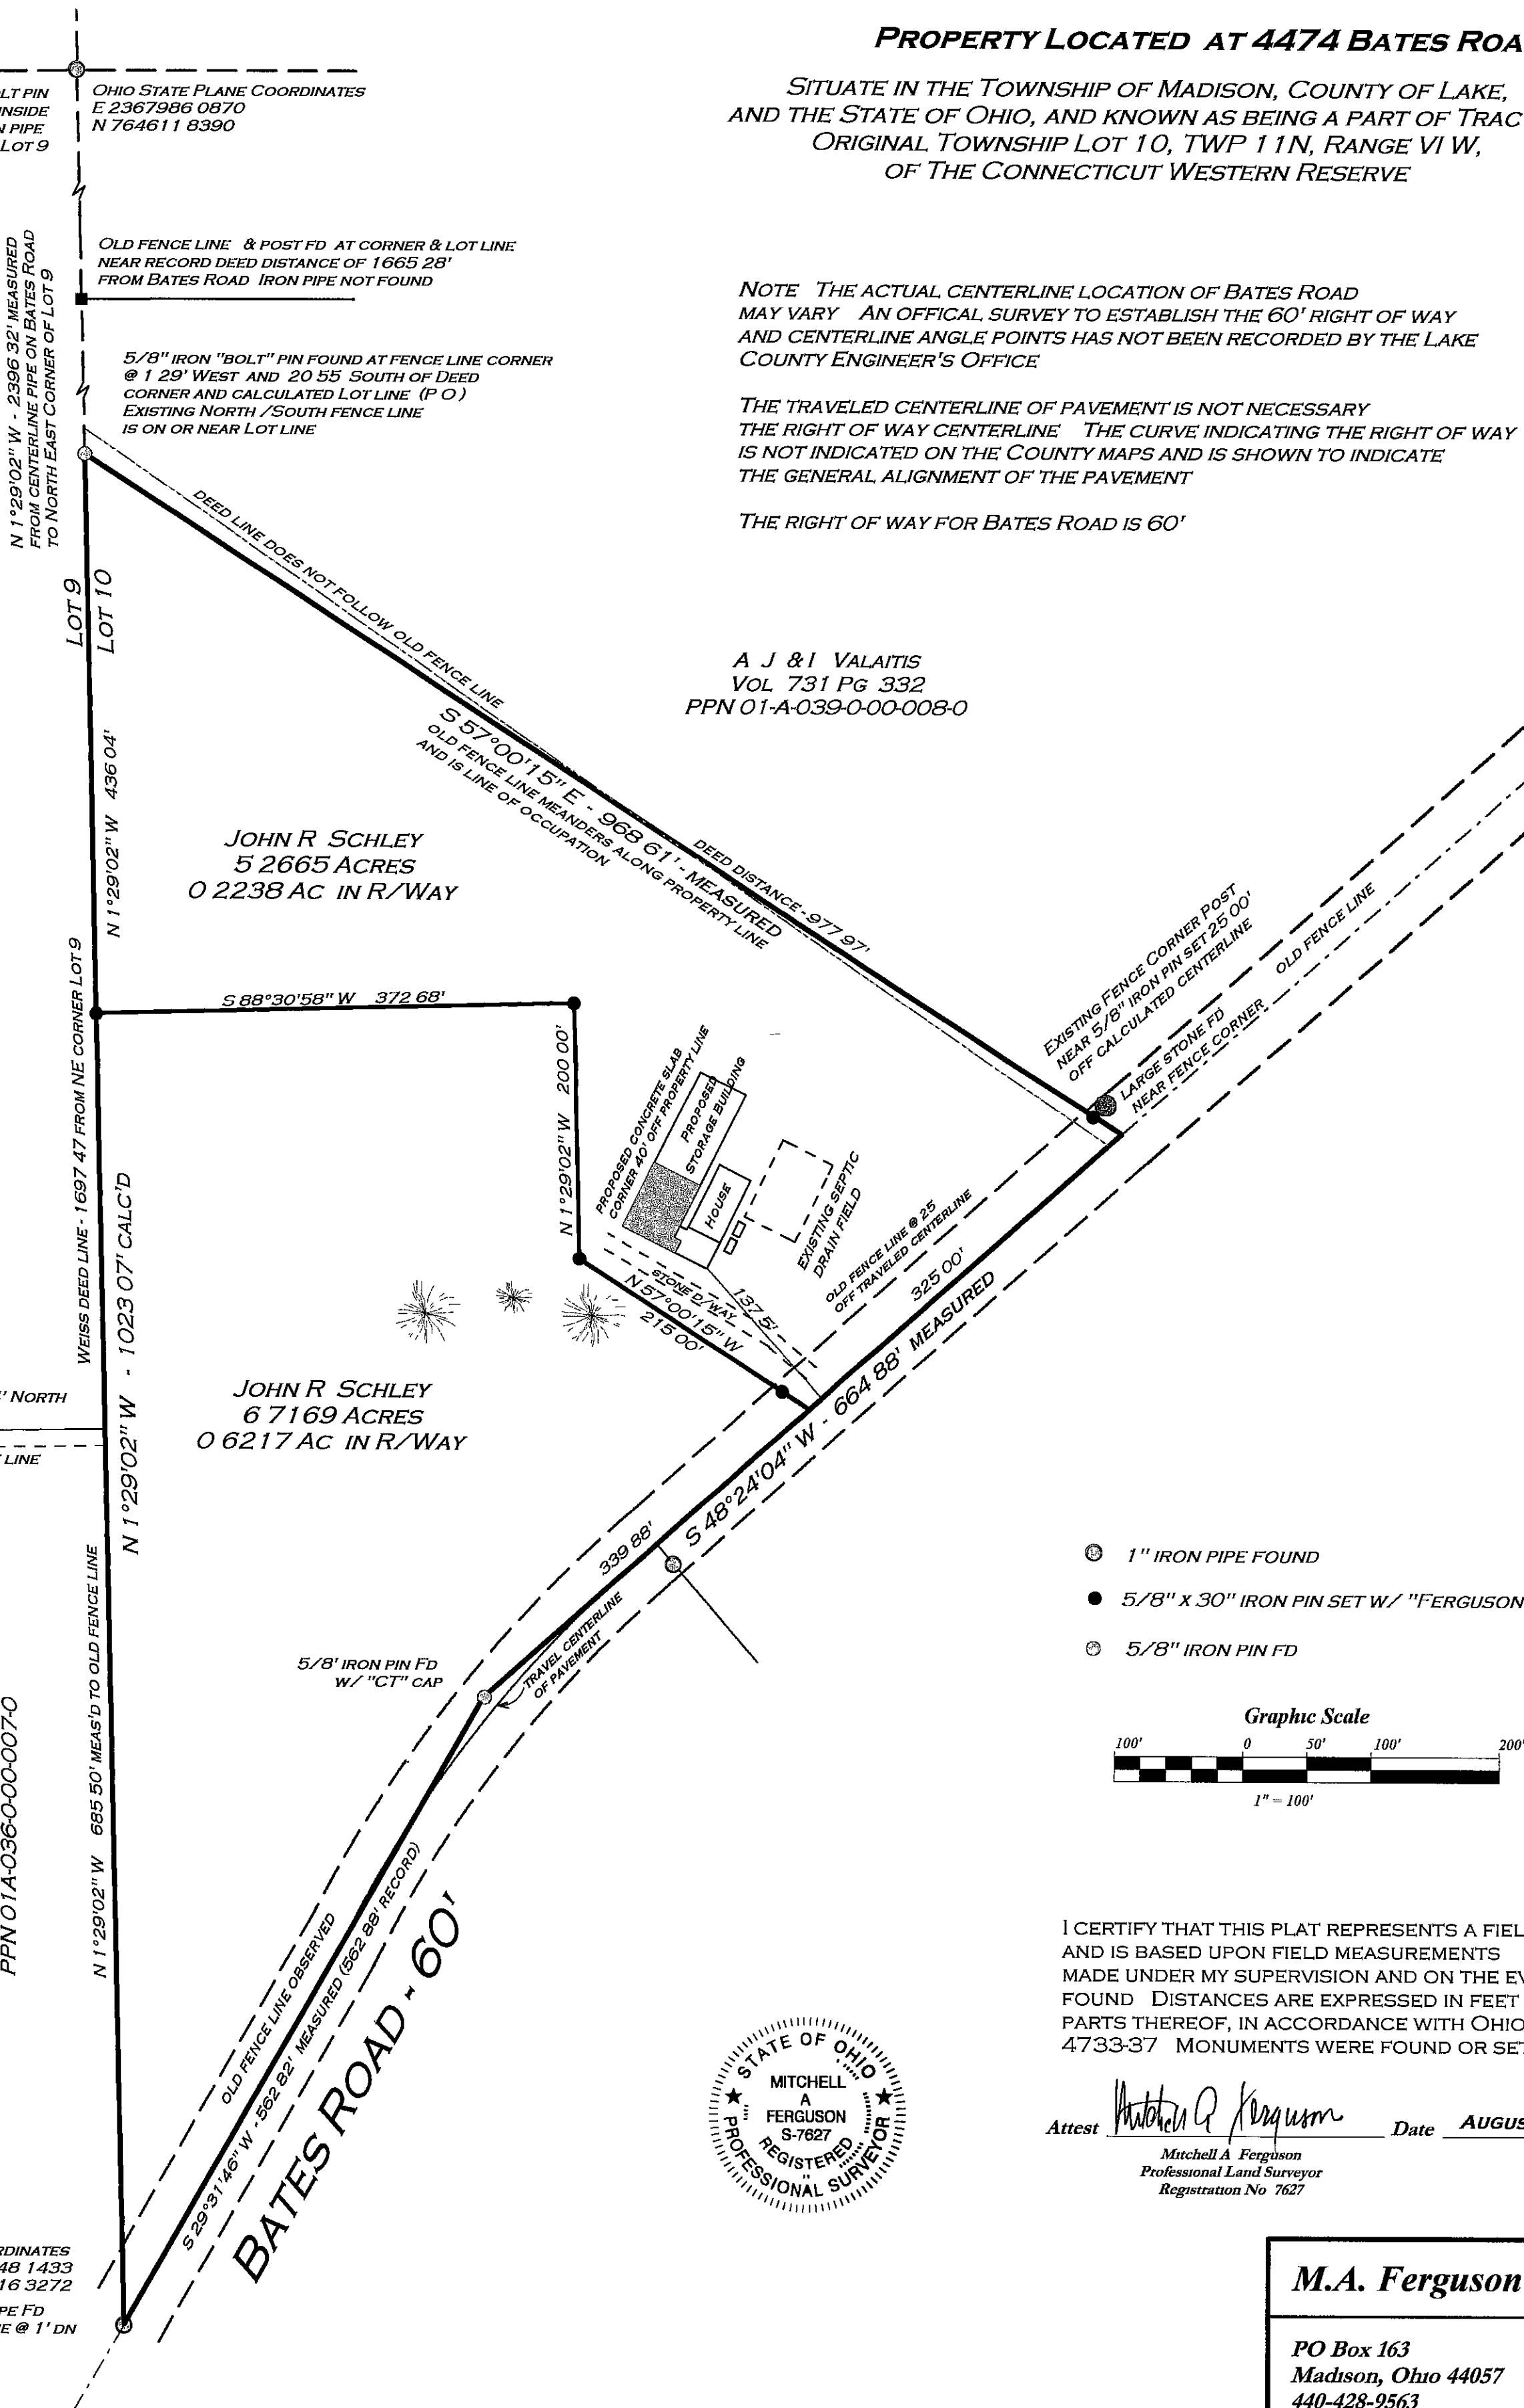 PROPERTY LOCATED AT 4474 BATES ROA
SITUATE IN THE TOWNSHIP OF MADISON, COUNTY OF LAKE,
AND THE STATE OF OHIO, AND KNOWN AS BEING A PART OF TRAC
ORIGINAL TOWNSHIP LOT 10, TWP 11N, RANGE VI W,
OF THE CONNECTICUT WESTERN RESERVE
LT PIN
NSIDE
PIPE
LOT 9
OHIO STATE PLANE COORDINATES
E 2367986 0870
N 764611 8390
OLD FENCE LINE & POST FD AT CORNER & LOT LINE
NEAR RECORD DEED DISTANCE OF 1665 28'
FROM BATES ROAD IRON PIPE NOT FOUND
N 1°29'02" W - 2396 32' MEASURED
FROM CENTERLINE PIPE ON BATES ROAD
TO NORTH EAST CORNER OF LOT 9
5/8" IRON "BOLT" PIN FOUND AT FENCE LINE CORNER
@ 1 29' WEST AND 20 55 SOUTH OF DEED
CORNER AND CALCULATED LOT LINE (P O )
EXISTING NORTH /SOUTH FENCE LINE
IS ON OR NEAR LOT LINE
NOTE THE ACTUAL CENTERLINE LOCATION OF BATES ROAD
MAY VARY AN OFFICAL SURVEY TO ESTABLISH THE 60' RIGHT OF WAY
AND CENTERLINE ANGLE POINTS HAS NOT BEEN RECORDED BY THE LAKE
COUNTY ENGINEER'S OFFICE
THE TRAVELED CENTERLINE OF PAVEMENT IS NOT NECESSARY
THE RIGHT OF WAY CENTERLINE THE CURVE INDICATING THE RIGHT OF WAY
IS NOT INDICATED ON THE COUNTY MAPS AND IS SHOWN TO INDICATE
THE GENERAL ALIGNMENT OF THE PAVEMENT
THE RIGHT OF WAY FOR BATES ROAD IS 60'
DEED LINE DOES NOT FOLLOW OLD FENCE LINE
LOT 9
LOT 10
A J & I VALAITIS
VOL 731 PG 332
PPN 01-A-039-0-00-008-0
S 57°00'15" E - 968 61' - MEASURED
OLD FENCE LINE MEANDERS ALONG PROPERTY LINE
AND IS LINE OF OCCUPATION
DEED DISTANCE - 977 97'
N 1°29'02" W 436 04'
JOHN R SCHLEY
5 2665 ACRES
0 2238 AC IN R/WAY
EXISTING FENCE CORNER POST
NEAR 5/8" IRON PIN SET 25 00'
OFF CALCULATED CENTERLINE
LARGE STONE FD
NEAR FENCE CORNER
OLD FENCE LINE
S 88°30'58" W 372 68'
N 1°29'02" W 200 00'
PROPOSED CONCRETE SLAB
CORNER 40' OFF PROPERTY LINE
PROPOSED
STORAGE BUILDING
HOUSE
EXISTING SEPTIC
DRAIN FIELD
STONE D/WAY
N 57°00'15" W
215 00'
137 5'
OLD FENCE LINE @ 25
OFF TRAVELED CENTERLINE
325 00'
S 48°24'04" W - 664 88' MEASURED
WEISS DEED LINE - 1697 47 FROM NE CORNER LOT 9
N 1°29'02" W - 1023 07' CALC'D
' NORTH
LINE
JOHN R SCHLEY
6 7169 ACRES
0 6217 AC IN R/WAY
339 88'
TRAVEL CENTERLINE
OF PAVEMENT
5/8' IRON PIN FD
W/ "CT" CAP
1" IRON PIPE FOUND
5/8" X 30" IRON PIN SET W/ "FERGUSON
5/8" IRON PIN FD
Graphic Scale
100' 0 50' 100' 200'
1" = 100'
PPN 01A-036-0-00-007-0
N 1°29'02" W 685 50' MEAS'D TO OLD FENCE LINE
OLD FENCE LINE OBSERVED
S 29°31'46" W - 562 82' MEASURED (562 88' RECORD)
BATES ROAD - 60'
I CERTIFY THAT THIS PLAT REPRESENTS A FIEL
AND IS BASED UPON FIELD MEASUREMENTS
MADE UNDER MY SUPERVISION AND ON THE EV
FOUND DISTANCES ARE EXPRESSED IN FEET
PARTS THEREOF, IN ACCORDANCE WITH OHIO
4733-37 MONUMENTS WERE FOUND OR SET
STATE OF OHIO
MITCHELL
A
FERGUSON
S-7627
REGISTERED
PROFESSIONAL SURVEYOR
Attest Mitchell A Ferguson Date AUGUS
Mitchell A Ferguson
Professional Land Surveyor
Registration No 7627
RDINATES
48 1433
16 3272
PE FD
E @ 1' DN
M.A. Ferguson
PO Box 163
Madison, Ohio 44057
440-428-9563